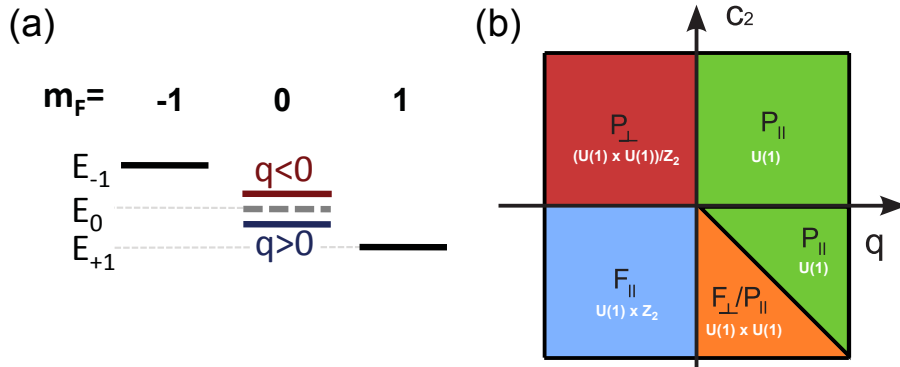 (a)
m_F= -1 0 1
E_-1
q<0
E_0
q>0
E_+1
(b)
c_2
P_⊥
(U(1) x U(1))/Z_2
P_||
U(1)
q
P_||
U(1)
F_||
U(1) x Z_2
F_⊥/P_||
U(1) x U(1)